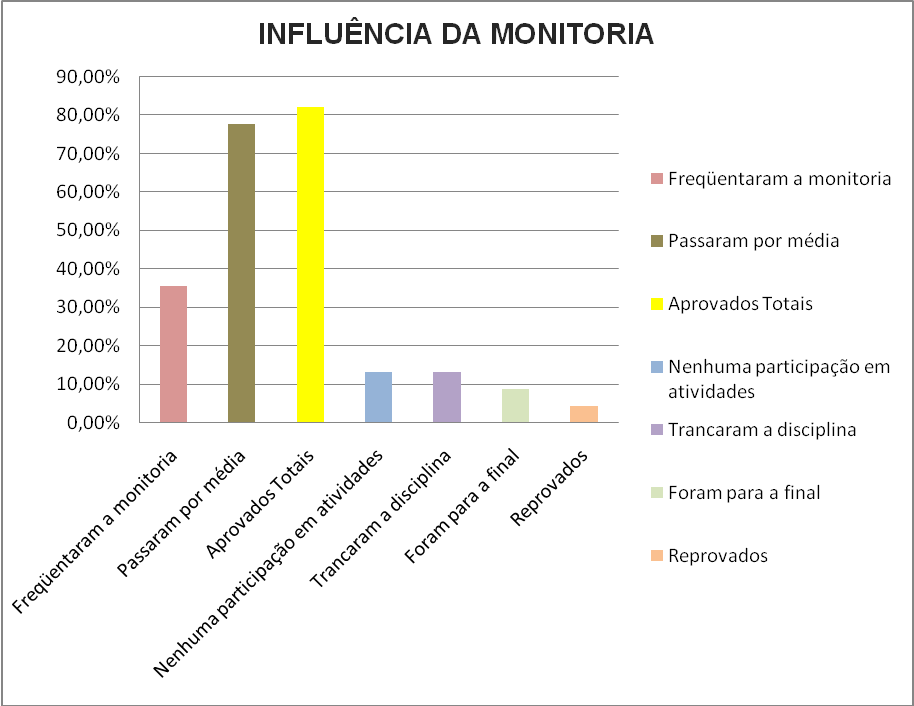 INFLUÊNCIA DA MONITORIA
90,00%
80,00%
70,00%
60,00%
50,00%
40,00%
30,00%
20,00%
10,00%
0,00%
Freqüentaram a monitoria
Passaram por média
Aprovados Totais
Nenhuma participação em atividades
Trancaram a disciplina
Foram para a final
Reprovados
Freqüentaram a monitoria
Passaram por média
Aprovados Totais
Nenhuma participação em
atividades
Trancaram a disciplina
Foram para a final
Reprovados